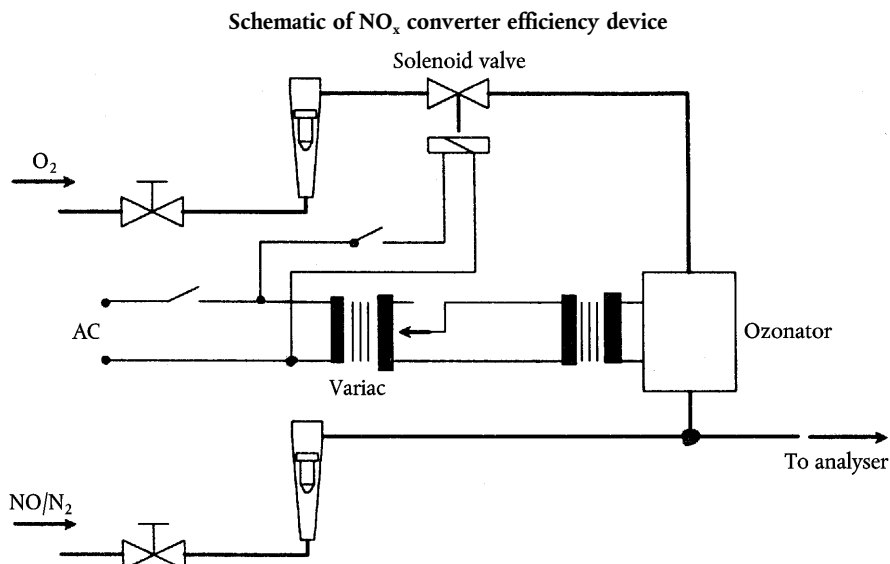 Schematic of NOx converter efficiency device
Solenoid valve
O2
AC
Ozonator
Variac
To analyser
NO/N2